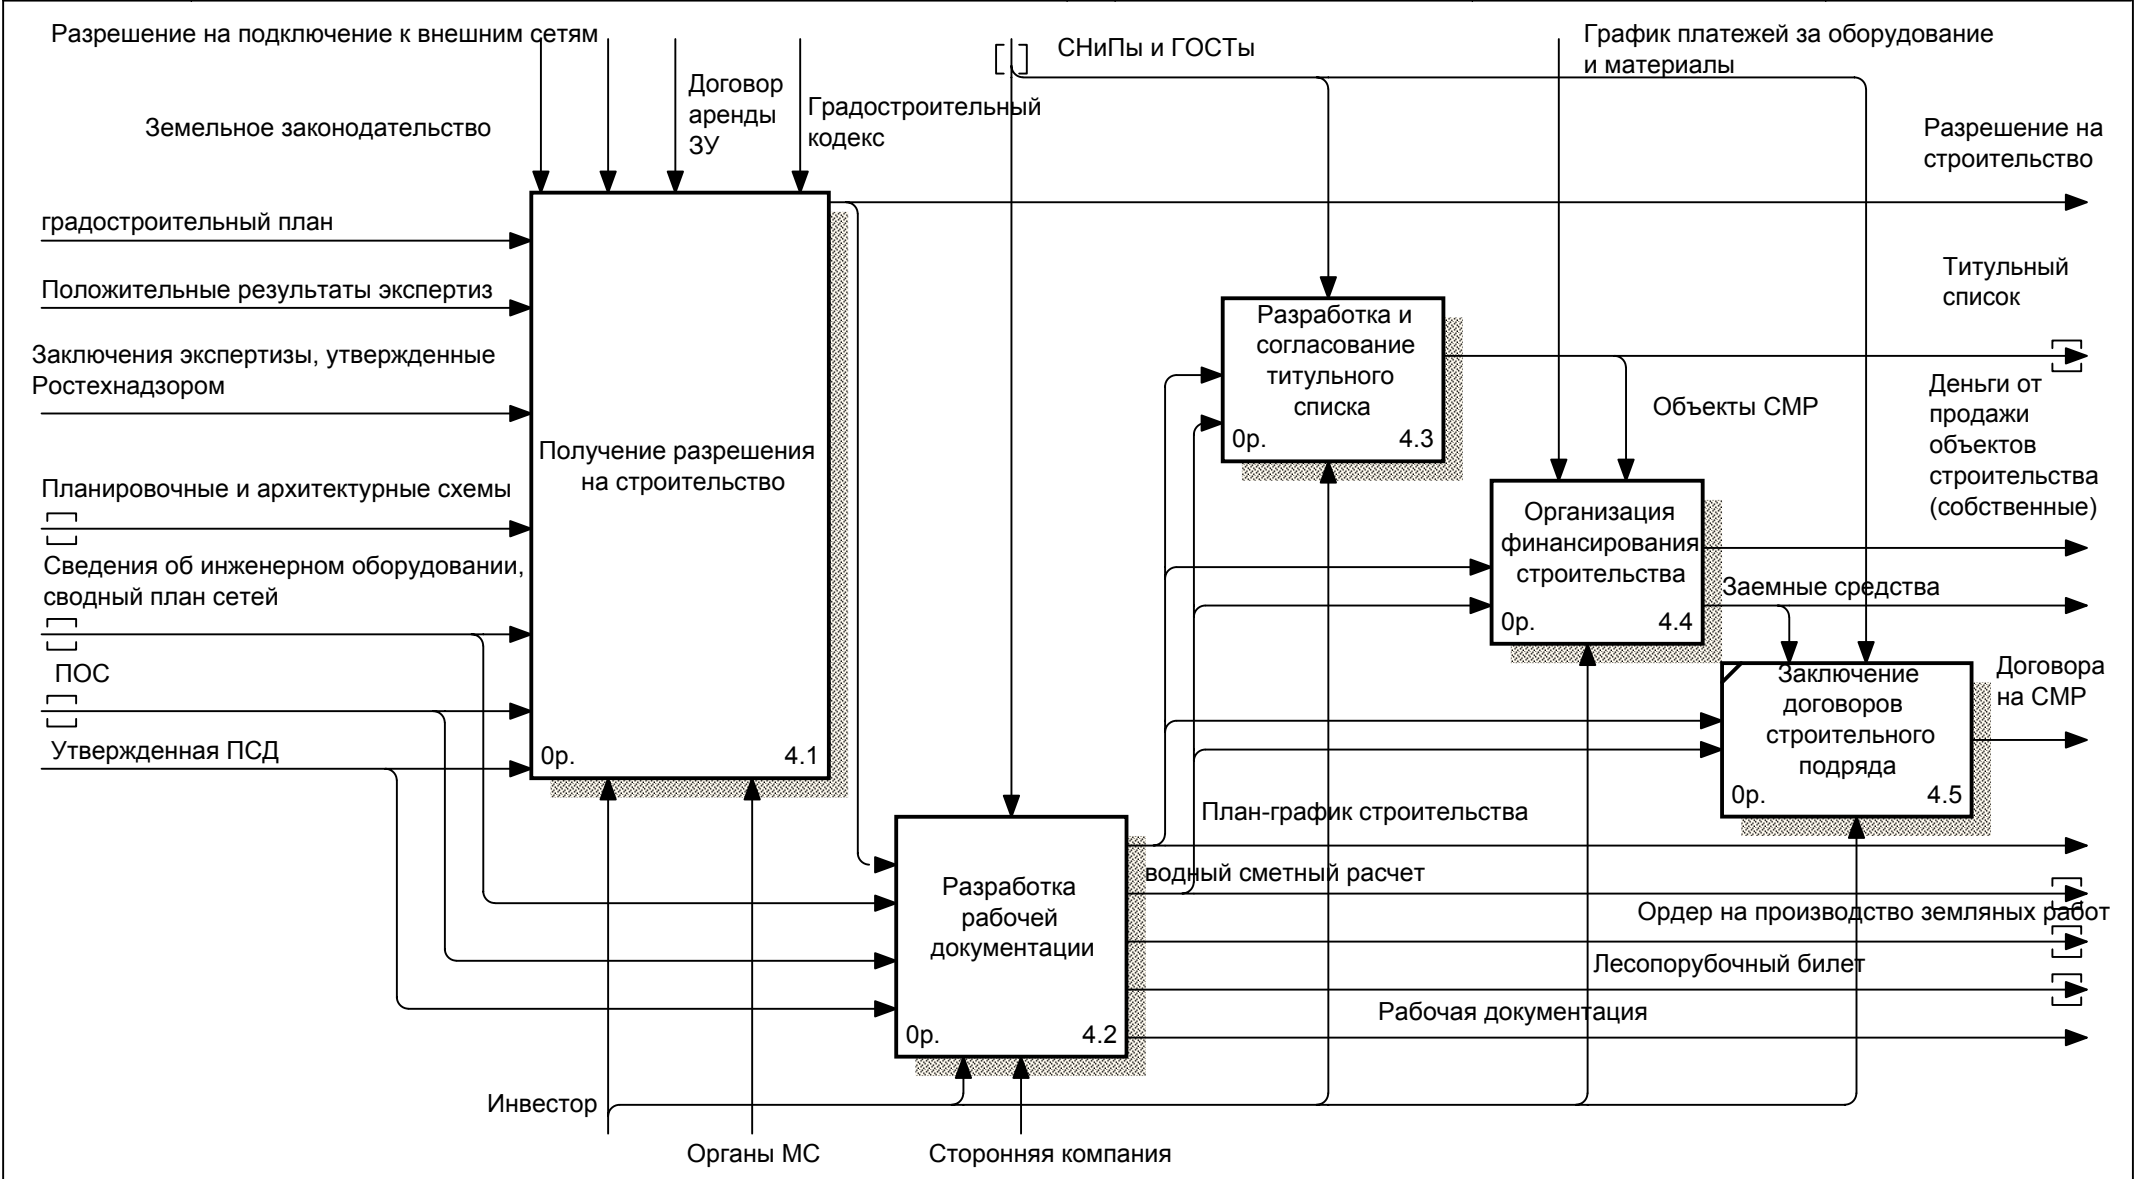 Разрешение на подключение к внешним сетям
СНиПы и ГОСТы
График платежей за оборудование
и материалы
Договор
аренды
ЗУ
Градостроительный
кодекс
Земельное законодательство
Разрешение на
строительство
градостроительный план
Положительные результаты экспертиз
Заключения экспертизы, утвержденные
Ростехнадзором
Планировочные и архитектурные схемы
Сведения об инженерном оборудовании,
сводный план сетей
ПОС
Утвержденная ПСД
Получение разрешения
на строительство
0р.
4.1
Титульный
список
Разработка и
согласование
титульного
списка
0р.
4.3
Объекты СМР
Деньги от
продажи
объектов
строительства
(собственные)
Организация
финансирования
строительства
0р.
4.4
Заемные средства
Заключение
договоров
строительного
подряда
0р.
4.5
Договора
на СМР
План-график строительства
водный сметный расчет
Ордер на производство земляных работ
Лесопорубочный билет
Рабочая документация
Разработка
рабочей
документации
0р.
4.2
Инвестор
Органы МС
Сторонняя компания